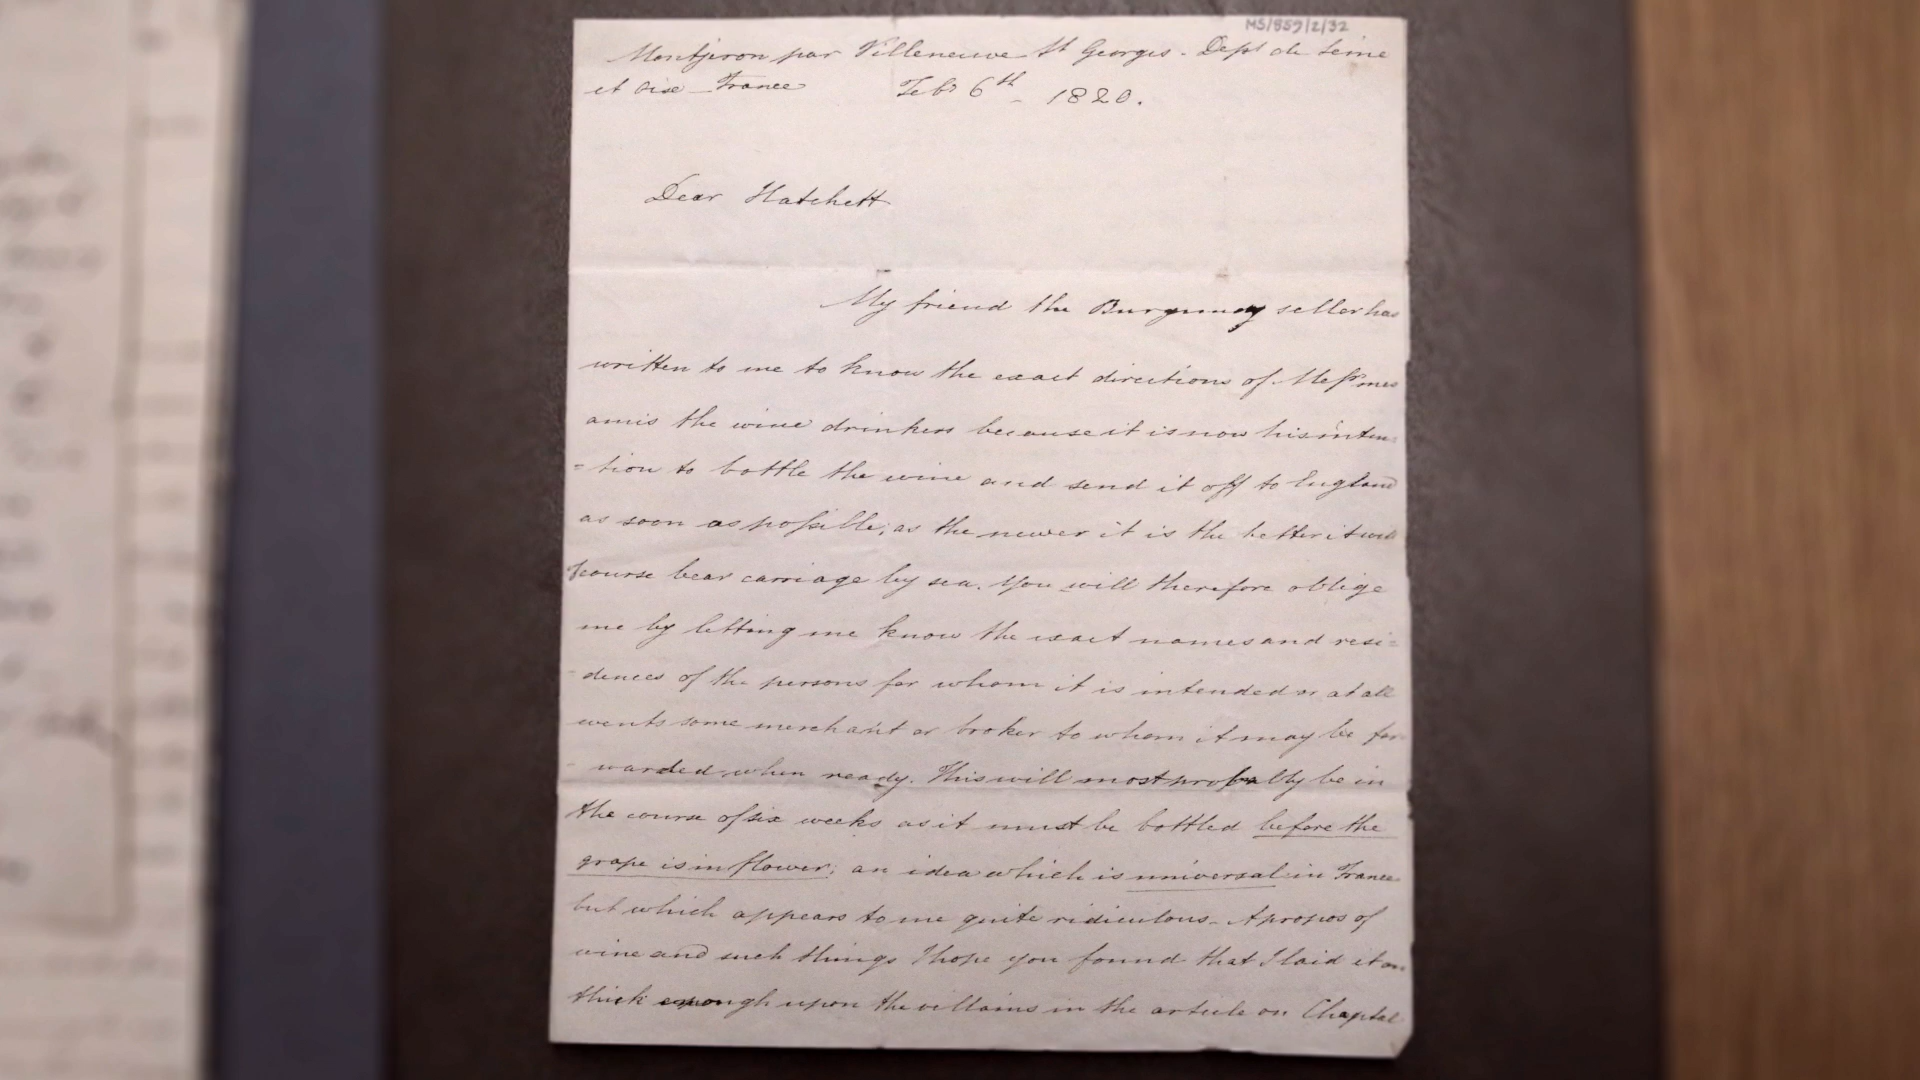 MS/859/2/32
Montjeron par Villeneuve St Georges - Dept de Seine
et Oise - France Feby 6th - 1820.
Dear Hatchett
My friend the Burgundy seller has
written to me to know the exact directions of Messrs mes
amis the wine drinkers because it is now his inten=
=tion to bottle the wine and send it off to England
as soon as possible; as the newer it is the better it will
of course bear carriage by sea. You will therefore oblige
me by letting me know the exact names and resi=
-dences of the persons for whom it is intended or at all
events some merchant or broker to whom it may be for
-warded when ready. This will most probably be in
the course of six weeks as it must be bottled before the
grape is in flower; an idea which is universal in France
but which appears to me quite ridiculous - Apropos of
wine and such things I hope you found that I laid it on
thick enough upon the villains in the article on Chaptal